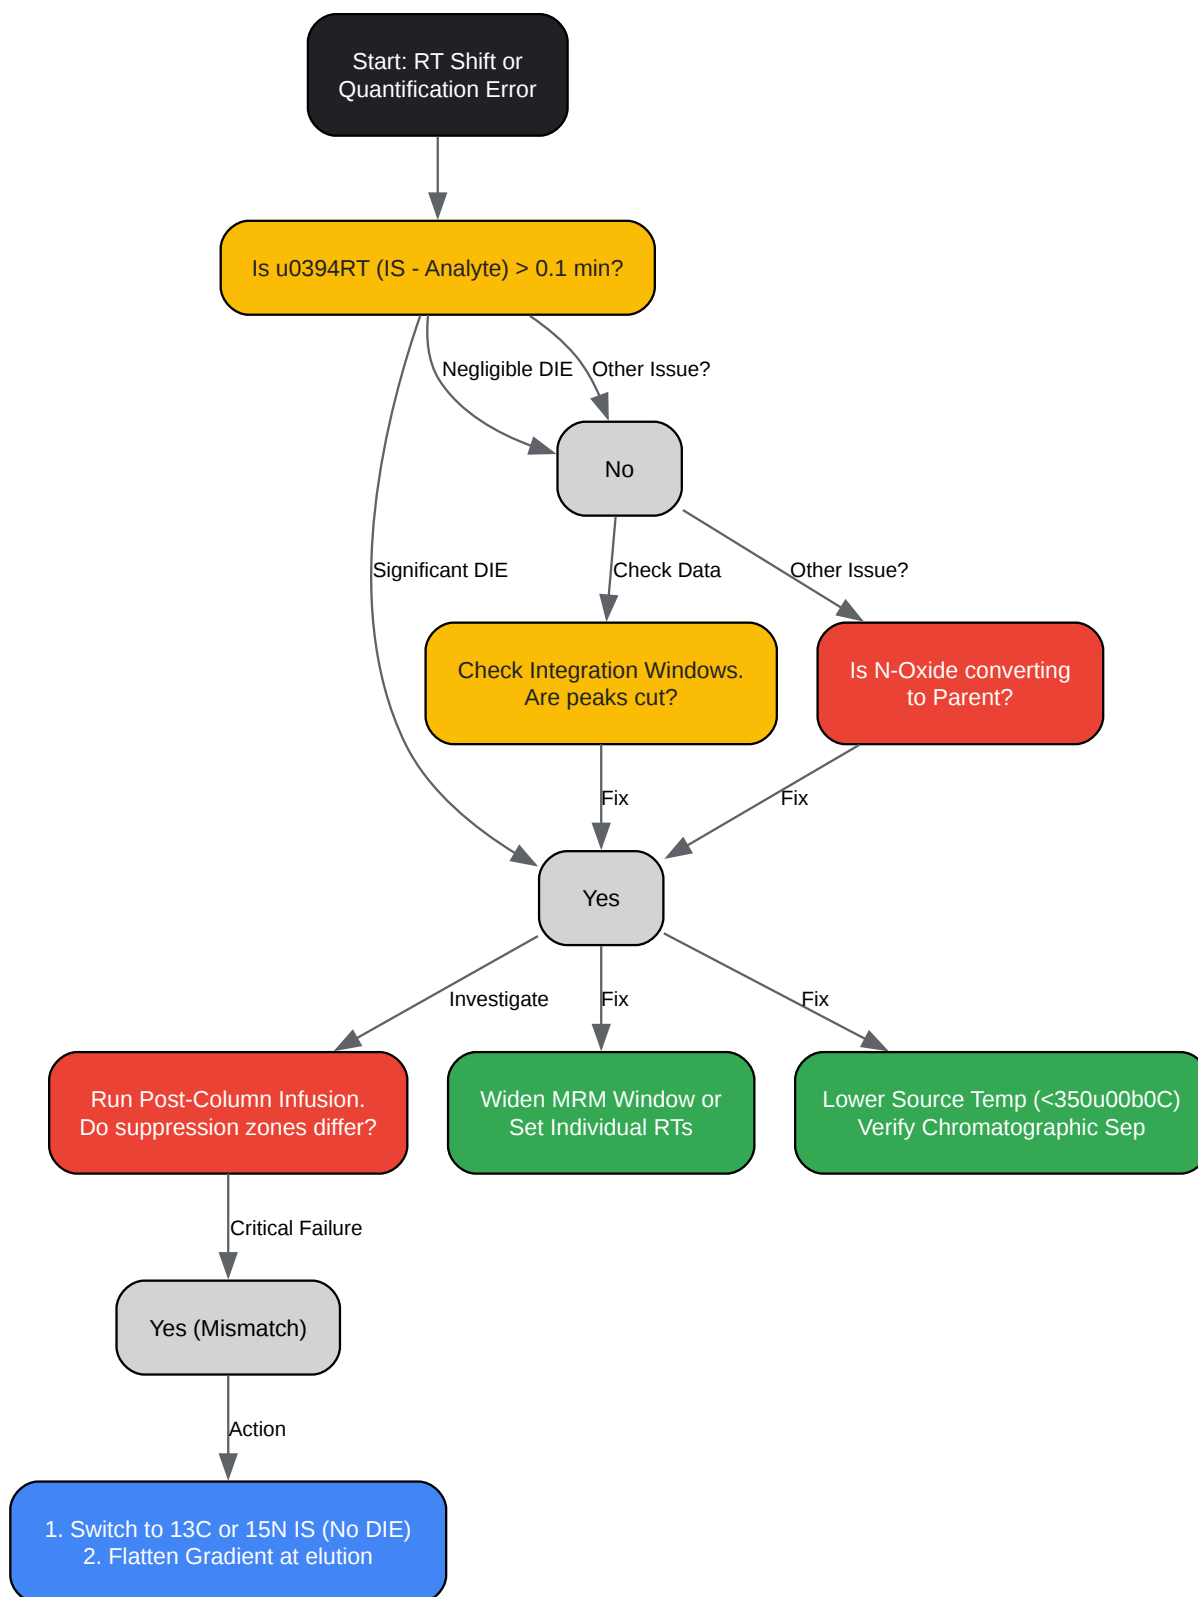 Start: RT Shift or
Quantification Error
Is u0394RT (IS - Analyte) > 0.1 min?
Negligible DIE
Other Issue?
No
Significant DIE
Check Data
Other Issue?
Check Integration Windows.
Are peaks cut?
Is N-Oxide converting
to Parent?
Fix
Fix
Yes
Investigate
Fix
Fix
Run Post-Column Infusion.
Do suppression zones differ?
Widen MRM Window or
Set Individual RTs
Lower Source Temp (<350u00b0C)
Verify Chromatographic Sep
Critical Failure
Yes (Mismatch)
Action
1. Switch to 13C or 15N IS (No DIE)
2. Flatten Gradient at elution